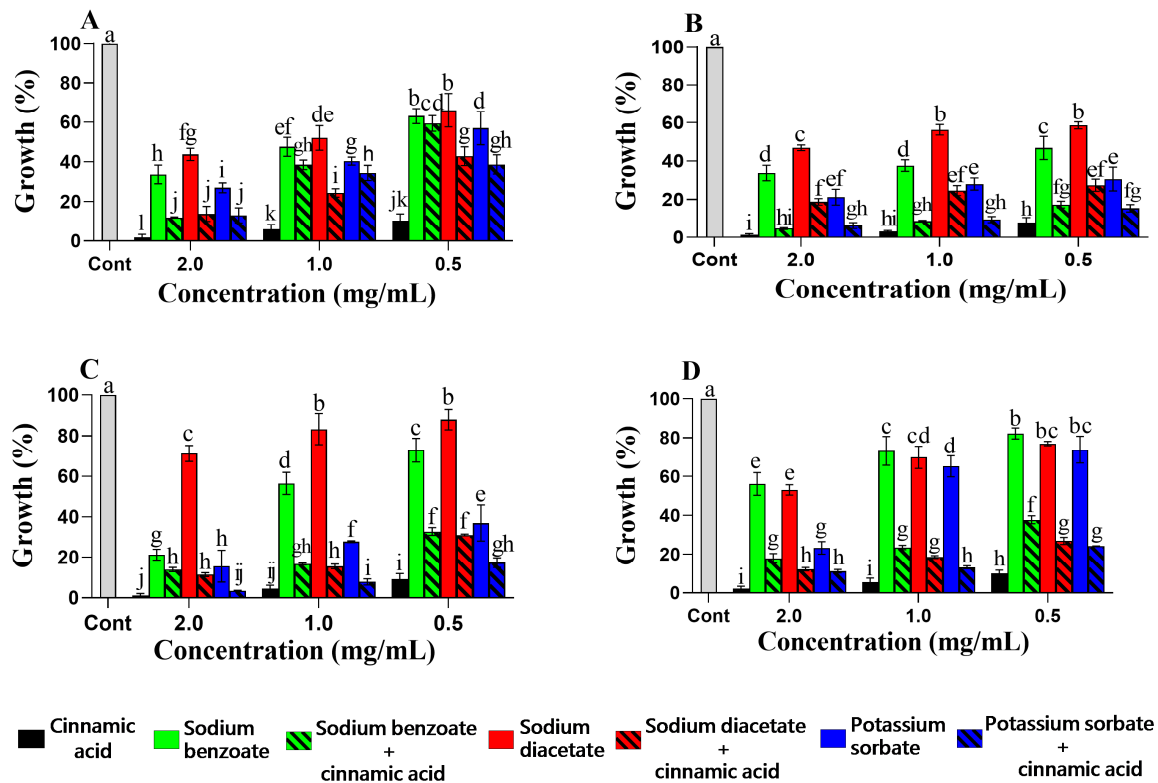 A
B
Growth (%)
100
80
60
40
20
0
a
l
h
j
fg
j
i
j
k
ef
gh
de
i
g
h
jk
b
c d
b
g
d
gh
Cont
2.0
1.0
0.5
Concentration (mg/mL)
Growth (%)
100
80
60
40
20
0
a
i
d
hi
c
f
ef
gh
hi
d
gh
b
ef
e
gh
h
c
fg
b
ef
e
fg
Cont
2.0
1.0
0.5
Concentration (mg/mL)
C
D
Growth (%)
100
80
60
40
20
0
a
j
g
h
c
h
h
ij
ij
d
gh
b
h
f
i
i
c
f
b
f
e
gh
Cont
2.0
1.0
0.5
Concentration (mg/mL)
Growth (%)
100
80
60
40
20
0
a
i
e
g
e
h
g
h
h
c
g
cd
g
d
h
h
b
f
bc
g
bc
g
Cont
2.0
1.0
0.5
Concentration (mg/mL)
Cinnamic
acid
Sodium
benzoate
Sodium benzoate
+
cinnamic acid
Sodium
diacetate
Sodium diacetate
+
cinnamic acid
Potassium
sorbate
Potassium sorbate
+
cinnamic acid